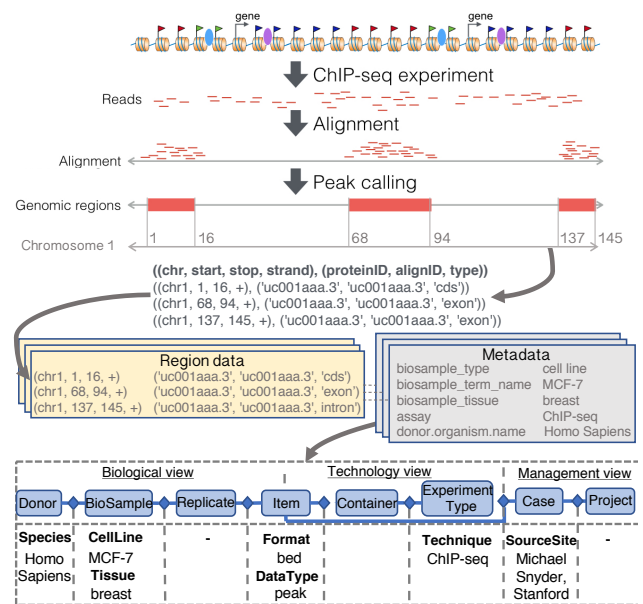 gene gene
ChIP-seq experiment
Reads
Alignment
Alignment
Peak calling
Genomic regions
1 16 68 94 137 145
Chromosome 1
((chr, start, stop, strand), (proteinID, alignID, type))
((chr1, 1, 16, +), ('uc001aaa.3', 'uc001aaa.3', 'cds'))
((chr1, 68, 94, +), ('uc001aaa.3', 'uc001aaa.3', 'exon'))
((chr1, 137, 145, +), ('uc001aaa.3', 'uc001aaa.3', 'exon'))
Region data
(chr1, 1, 16, +) ('uc001aaa.3', 'uc001aaa.3', 'cds')
(chr1, 68, 94, +) ('uc001aaa.3', 'uc001aaa.3', 'exon')
(chr1, 137, 145, +) ('uc001aaa.3', 'uc001aaa.3', intron')
Metadata
biosample_type cell line
biosample_term_name MCF-7
biosample_tissue breast
assay ChIP-seq
donor.organism.name Homo Sapiens
Biological view Technology view Management view
Donor BioSample Replicate Item Container Experiment Type Case Project
Species CellLine - Format Technique SourceSite -
Homo MCF-7 bed ChIP-seq Michael
Sapiens Tissue DataType Snyder,
breast peak Stanford